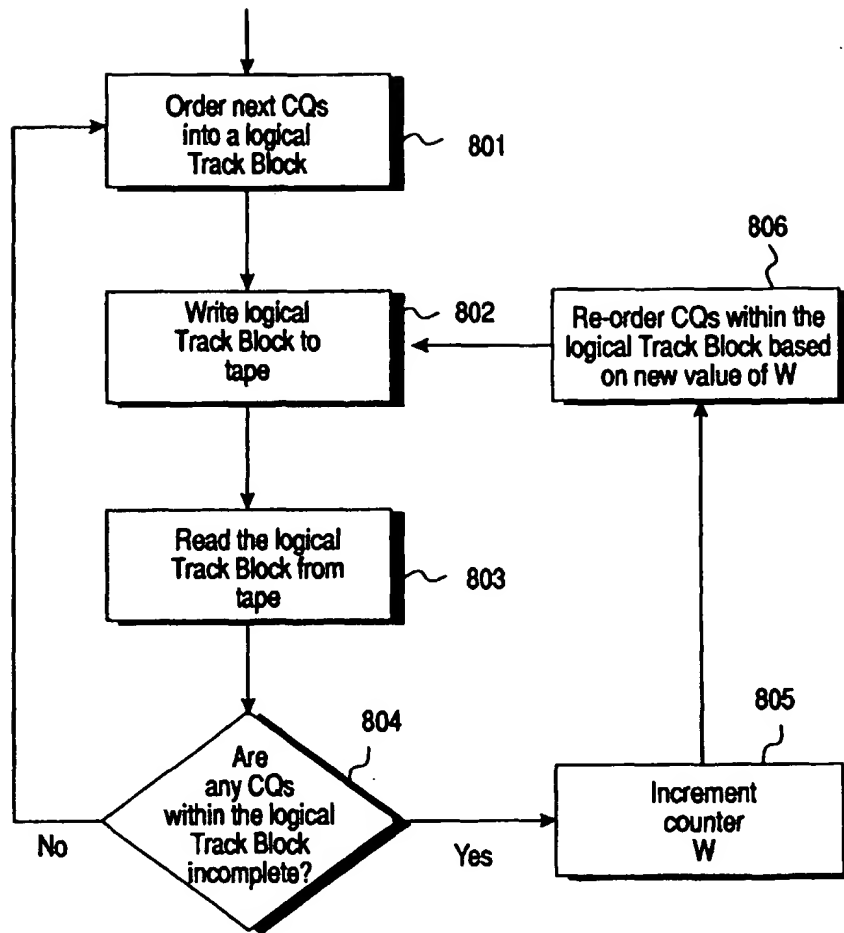 Order next CQs
into a logical
Track Block
801
Write logical
Track Block to
tape
802
806
Re-order CQs within the
logical Track Block based
on new value of W
Read the logical
Track Block from
tape
803
804
Are
any CQs
within the logical
Track Block
incomplete?
No
Yes
805
Increment
counter
W